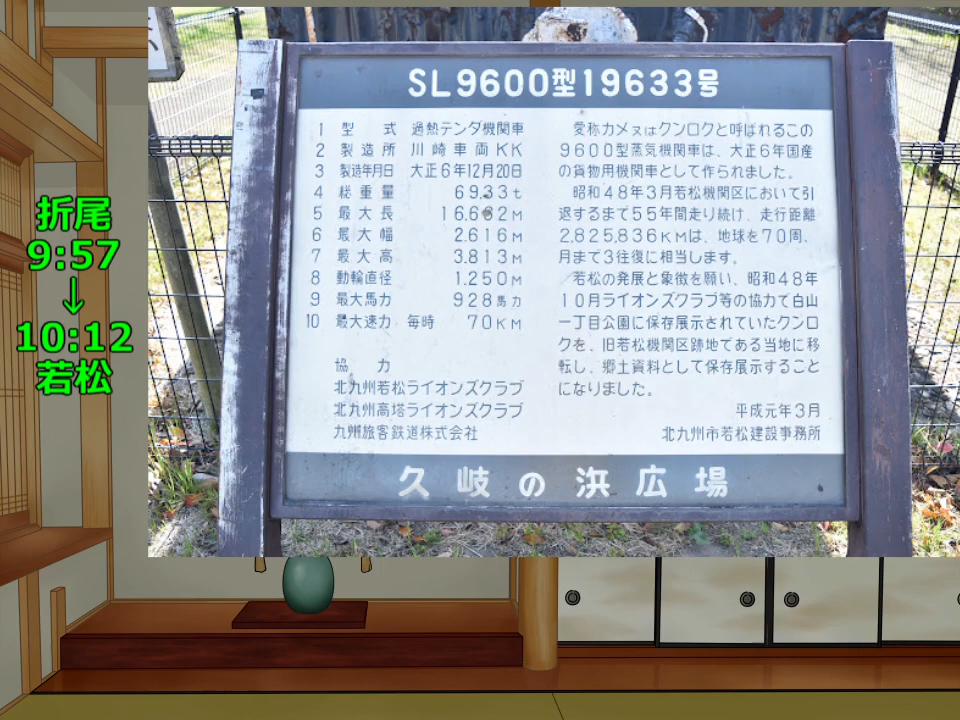 折尾
9:57
↓
10:12
若松
SL9600型19633号
1 型式 過熱テンダ機関車
2 製造所 川崎車両KK
3 製造年月日 大正6年12月20日
4 総重量 69.33t
5 最大長 16.662M
6 最大幅 2.616M
7 最大高 3.813M
8 動輪直径 1.250M
9 最大馬力 928馬力
10 最大速力 毎時 70KM
協力
北九州若松ライオンズクラブ
北九州高塔ライオンズクラブ
九州旅客鉄道株式会社
愛称カメ又はクンロクと呼ばれるこの
9600型蒸気機関車は、大正6年国産
の貨物用機関車として作られました。
昭和48年3月若松機関区において引
退するまで55年間走り続け、走行距離
2,825,836KMは、地球を70周、
月まで3往復に相当します。
若松の発展と象徴を願い、昭和48年
10月ライオンズクラブ等の協力で白山
一丁目公園に保存展示されていたクンロ
クを、旧若松機関区跡地である当地に移
転し、郷土資料として保存展示すること
になりました。
平成元年3月
北九州市若松建設事務所
久岐の浜広場